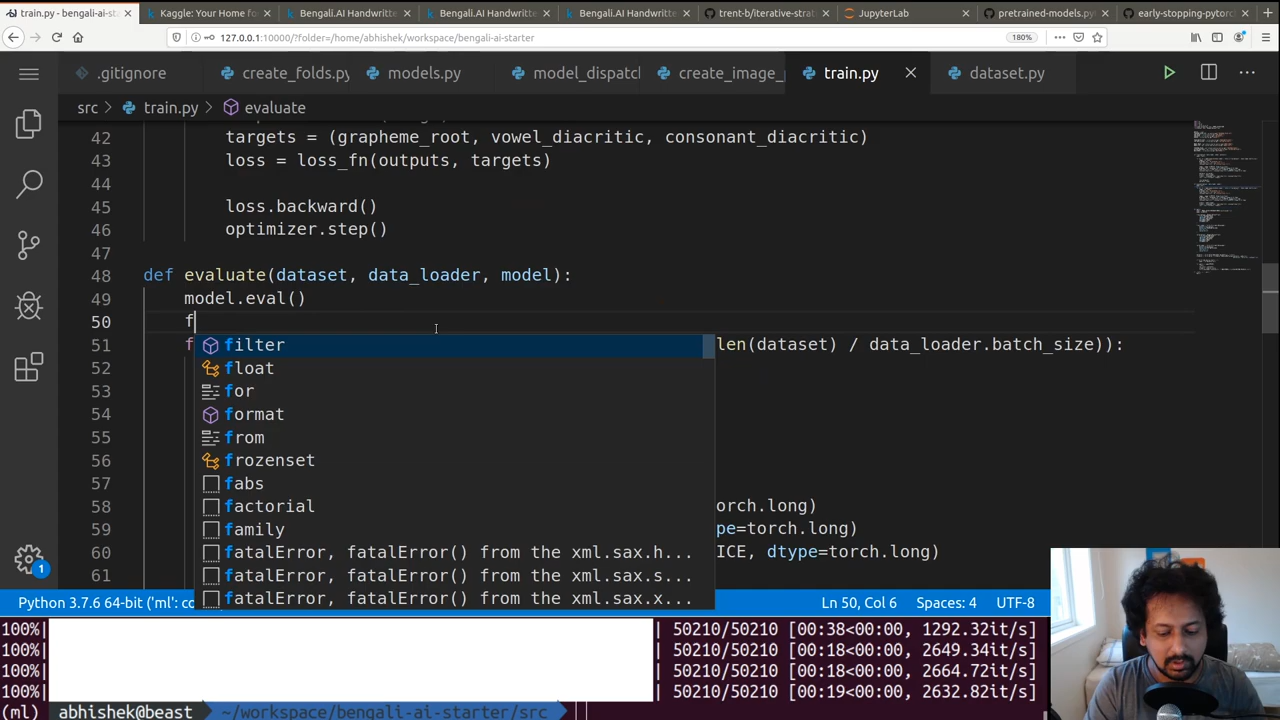 train.py - bengali-ai-s
Kaggle: Your Home fo
Bengali.AI Handwritte
Bengali.AI Handwritte
Bengali.AI Handwritte
trent-b/iterative-strat
JupyterLab
pretrained-models.py
early-stopping-pytorc
127.0.0.1:10000/?folder=/home/abhishek/workspace/bengali-ai-starter
180%
.gitignore
create_folds.py
models.py
model_dispatc
create_image_
train.py
dataset.py
src > train.py > evaluate
42 targets = (grapheme_root, vowel_diacritic, consonant_diacritic)
43 loss = loss_fn(outputs, targets)
44
45 loss.backward()
46 optimizer.step()
47
48 def evaluate(dataset, data_loader, model):
49 model.eval()
50 f
51 f len(dataset) / data_loader.batch_size)):
52
53
54
55
56
57
58 orch.long)
59 pe=torch.long)
60 ICE, dtype=torch.long)
61
filter
float
for
format
from
frozenset
fabs
factorial
family
fatalError, fatalError() from the xml.sax.h...
fatalError, fatalError() from the xml.sax.s...
fatalError, fatalError() from the xml.sax.x...
1
Python 3.7.6 64-bit ('ml': co
Ln 50, Col 6
Spaces: 4
UTF-8
100%| | 50210/50210 [00:38<00:00, 1292.32it/s]
100%| | 50210/50210 [00:18<00:00, 2649.34it/s]
100%| | 50210/50210 [00:18<00:00, 2664.72it/s]
100%| | 50210/50210 [00:19<00:00, 2632.82it/s]
(ml) abhishek@beast ~/workspace/bengali-ai-starter/src